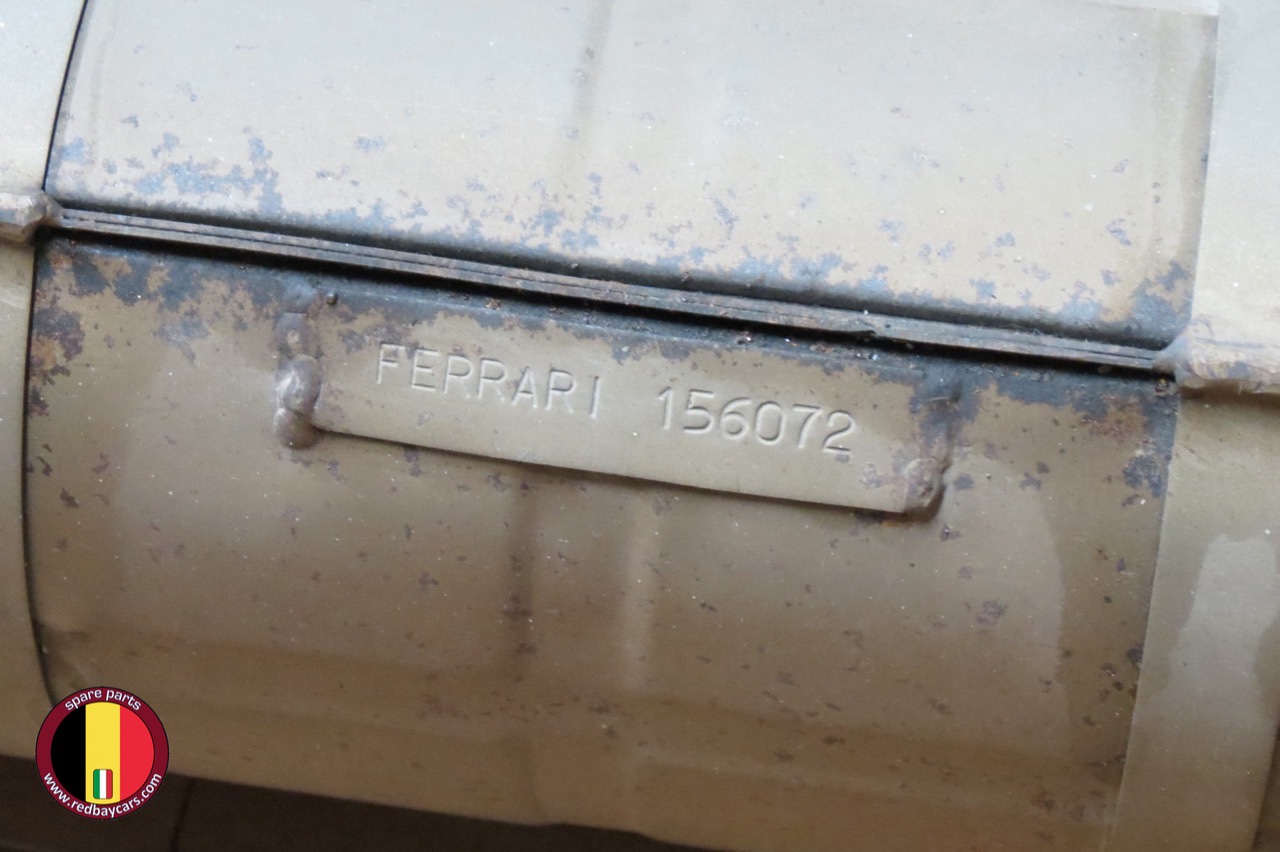 FERRARI 156072
spare parts
www.redbaycars.com